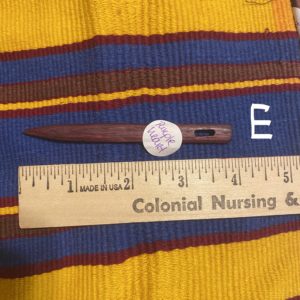 Purple
Heart
E
1 MADE IN USA 2 3 4 5
Colonial Nursing &